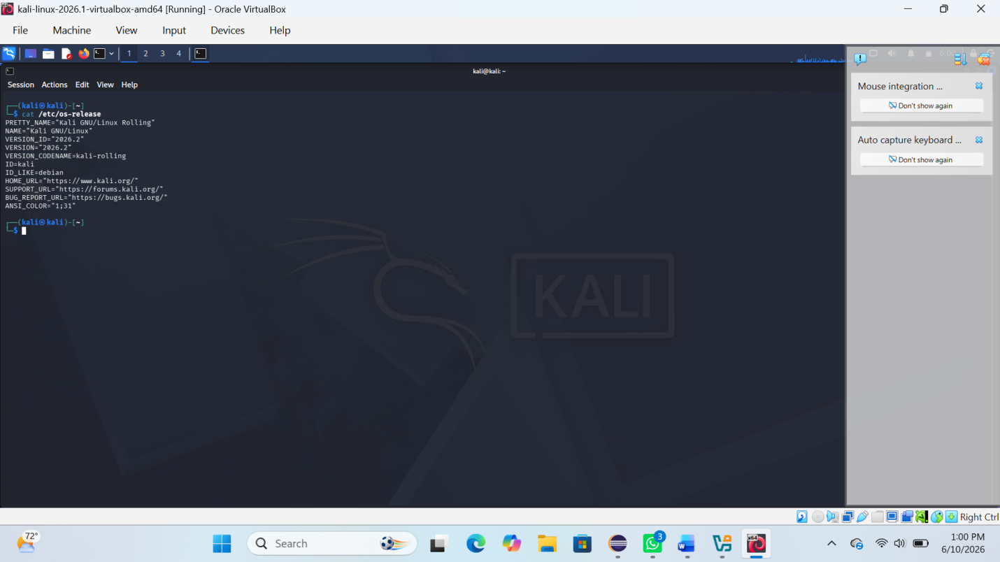 kali-linux-2026.1-virtualbox-amd64 [Running] - Oracle VirtualBox
File Machine View Input Devices Help
1 2 3 4
kali@kali: ~
Session Actions Edit View Help
┌──(kali㉿kali)-[~]
└─$ cat /etc/os-release
PRETTY_NAME="Kali GNU/Linux Rolling"
NAME="Kali GNU/Linux"
VERSION_ID="2026.2"
VERSION="2026.2"
VERSION_CODENAME=kali-rolling
ID=kali
ID_LIKE=debian
HOME_URL="https://www.kali.org/"
SUPPORT_URL="https://forums.kali.org/"
BUG_REPORT_URL="https://bugs.kali.org/"
ANSI_COLOR="1;31"
┌──(kali㉿kali)-[~]
└─$
KALI
Mouse integration ...
Don't show again
Auto capture keyboard ...
Don't show again
Right Ctrl
72°
Search
3
x64
1:00 PM
6/10/2026